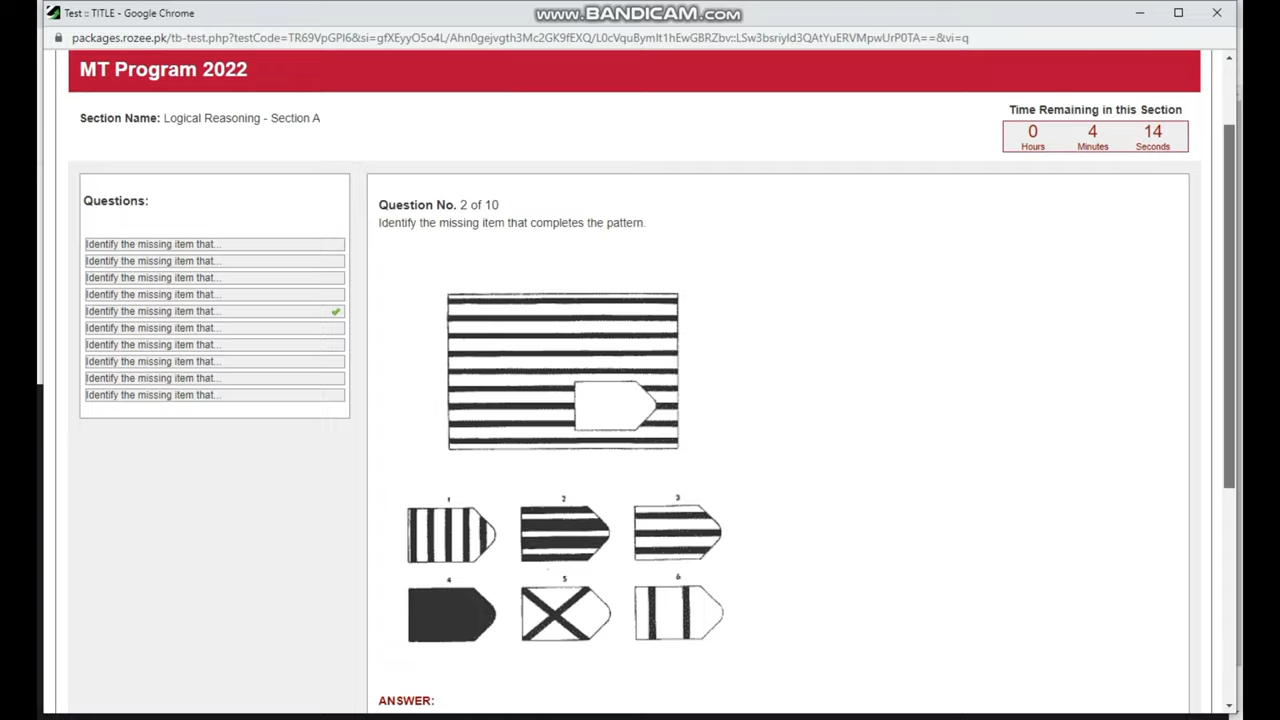 Test :: TITLE - Google Chrome
WWW.BANDICAM.COM
packages.rozee.pk/tb-test.php?testCode=TR69VpGPI6&si=gfXEyyO5o4L/Ahn0gejvgth3Mc2GK9fEXQ/L0cVquBymIt1hEwGBRZbv::LSw3bsriyId3QAtYuERVMpwUrP0TA==&vi=q
MT Program 2022
Section Name: Logical Reasoning - Section A
Time Remaining in this Section
0 4 14
Hours Minutes Seconds
Questions:
Identify the missing item that...
Identify the missing item that...
Identify the missing item that...
Identify the missing item that...
Identify the missing item that...
Identify the missing item that...
Identify the missing item that...
Identify the missing item that...
Identify the missing item that...
Identify the missing item that...
Question No. 2 of 10
Identify the missing item that completes the pattern.
1 2 3
4 5 6
ANSWER: